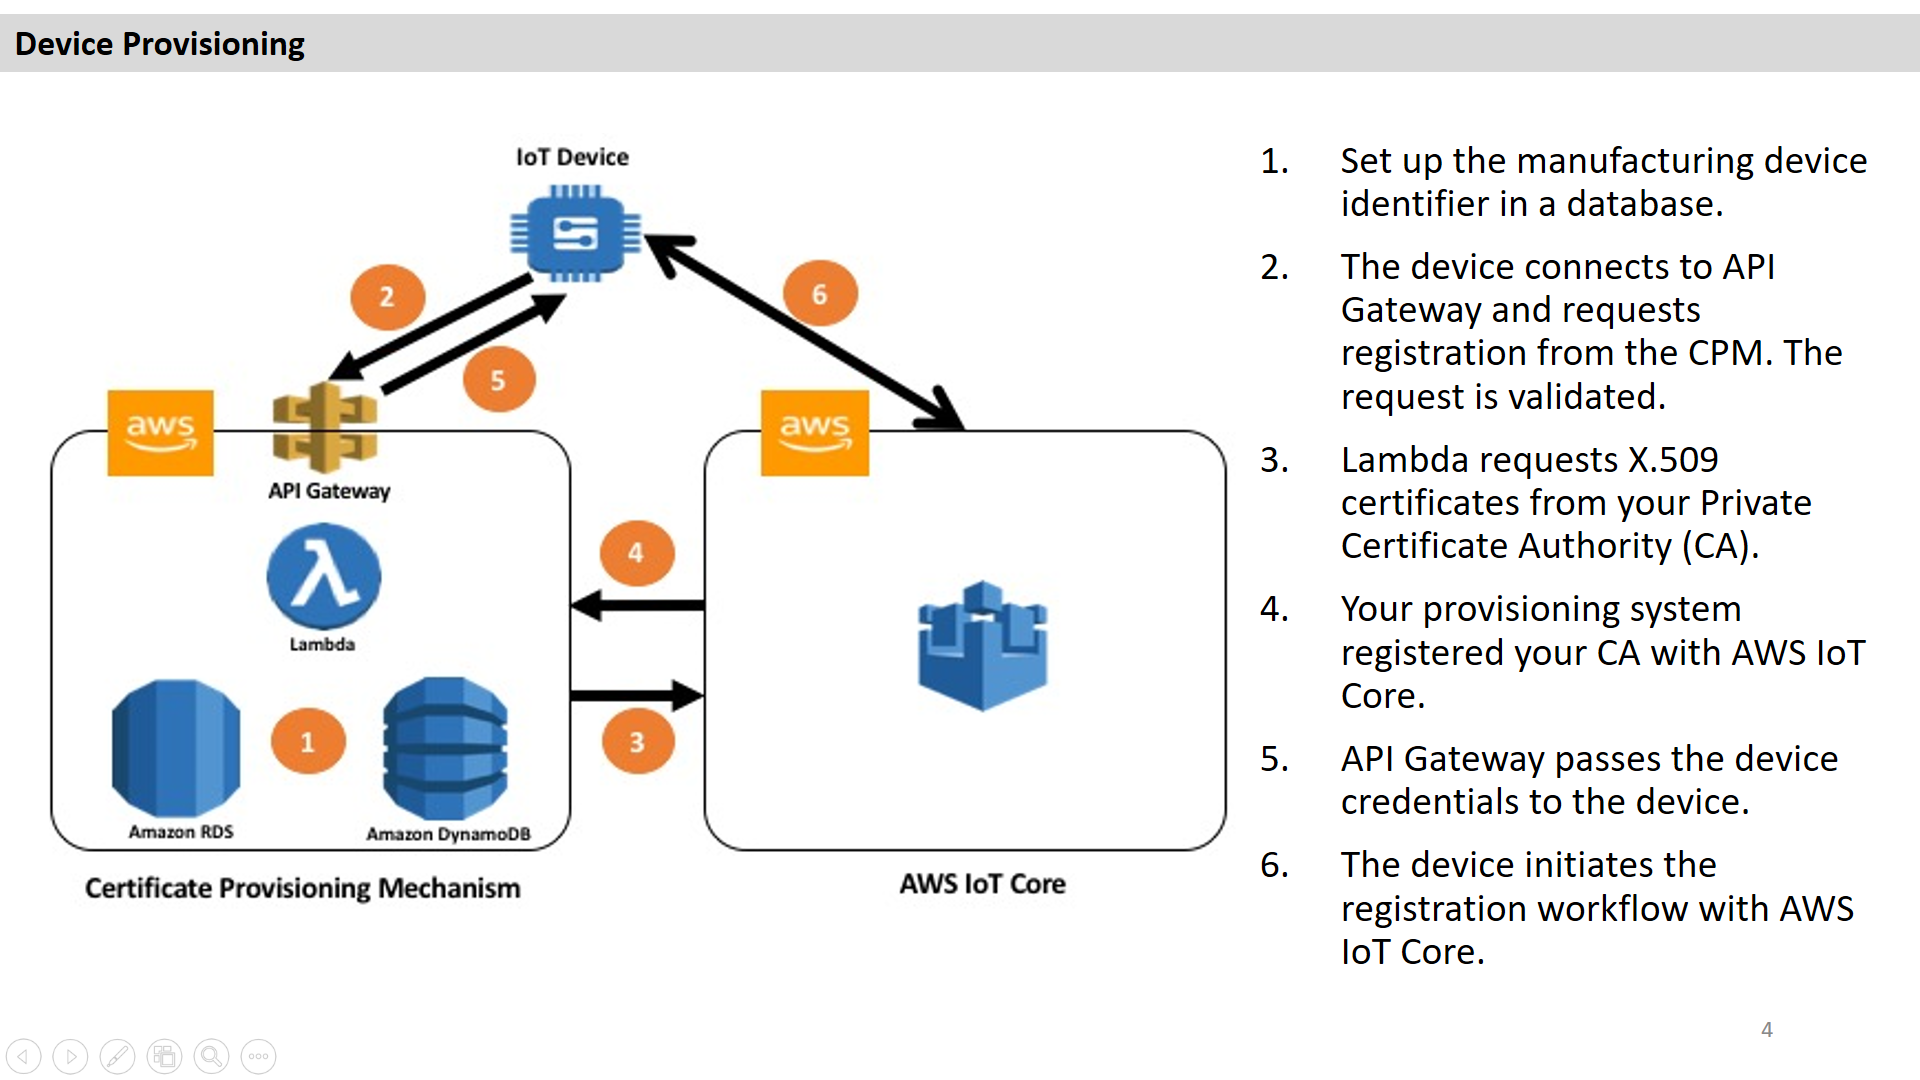 Device Provisioning
IoT Device
2
6
5
aws
aws
API Gateway
4
Lambda
1
3
Amazon RDS
Amazon DynamoDB
Certificate Provisioning Mechanism
AWS IoT Core
1. Set up the manufacturing device
identifier in a database.
2. The device connects to API
Gateway and requests
registration from the CPM. The
request is validated.
3. Lambda requests X.509
certificates from your Private
Certificate Authority (CA).
4. Your provisioning system
registered your CA with AWS IoT
Core.
5. API Gateway passes the device
credentials to the device.
6. The device initiates the
registration workflow with AWS
IoT Core.
4